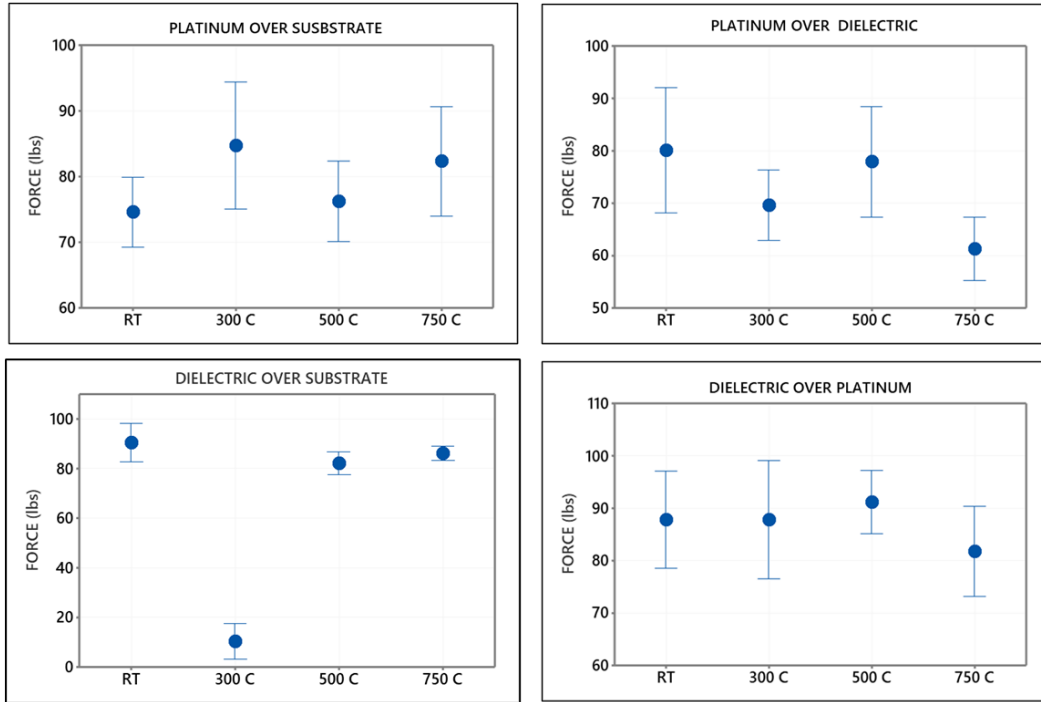 PLATINUM OVER SUSBSTRATE
FORCE (lbs)
100
90
80
70
60
RT 300 C 500 C 750 C
PLATINUM OVER DIELECTRIC
FORCE (lbs)
100
90
80
70
60
50
RT 300 C 500 C 750 C
DIELECTRIC OVER SUBSTRATE
FORCE (lbs)
100
80
60
40
20
0
RT 300 C 500 C 750 C
DIELECTRIC OVER PLATINUM
FORCE (lbs)
110
100
90
80
70
60
RT 300 C 500 C 750 C